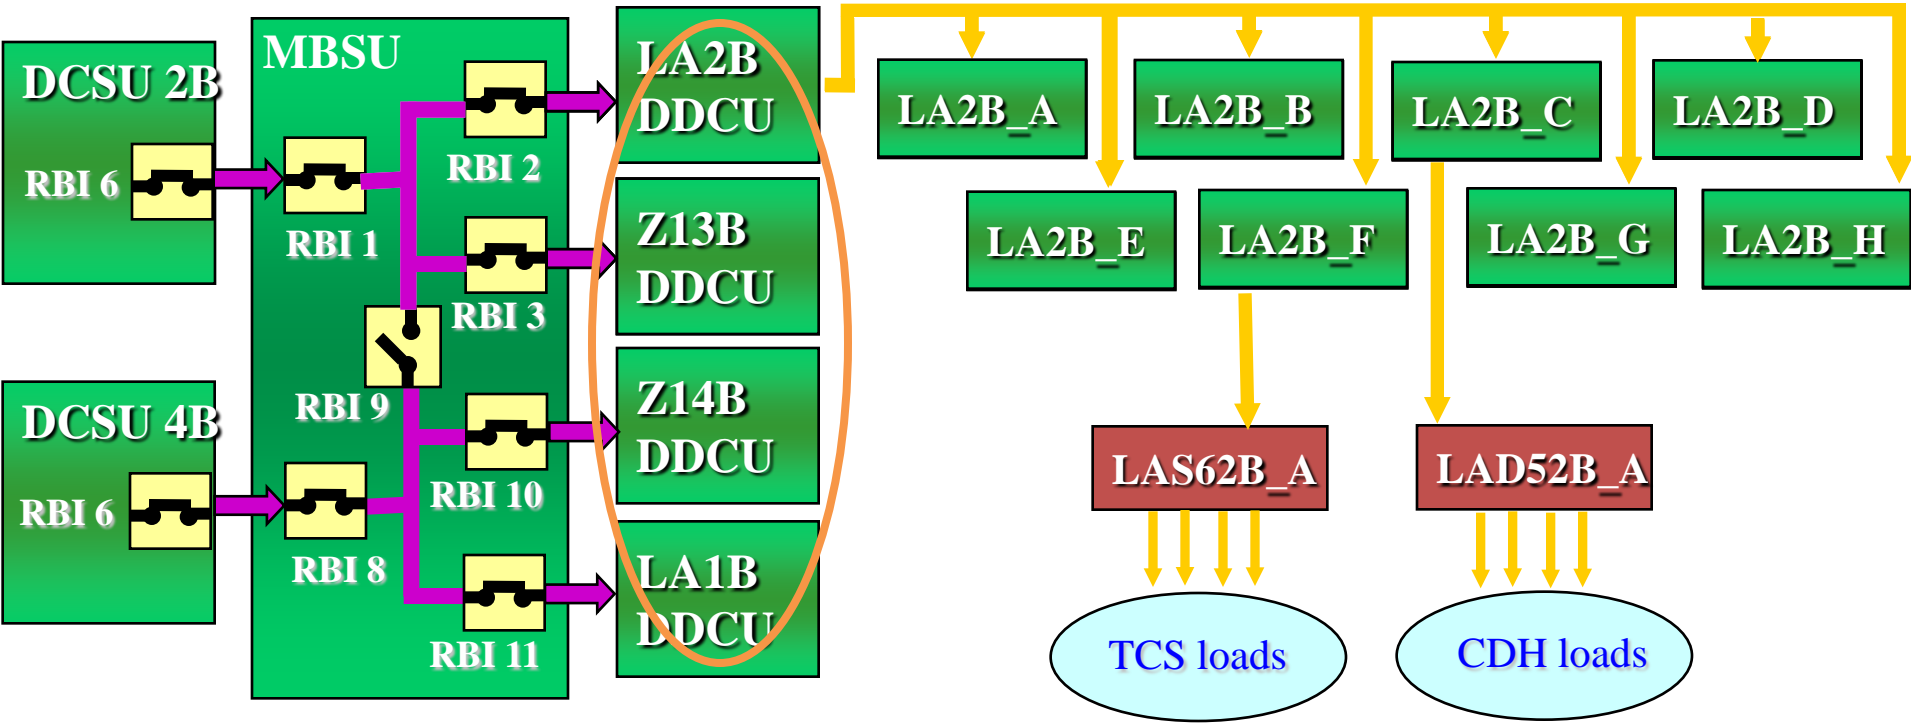 DCSU 2B
RBI 6
DCSU 4B
RBI 6
MBSU
RBI 1
RBI 2
RBI 3
RBI 9
RBI 10
RBI 8
RBI 11
LA2B
DDCU
Z13B
DDCU
Z14B
DDCU
LA1B
DDCU
LA2B_A
LA2B_B
LA2B_C
LA2B_D
LA2B_E
LA2B_F
LA2B_G
LA2B_H
LAS62B_A
LAD52B_A
TCS loads
CDH loads